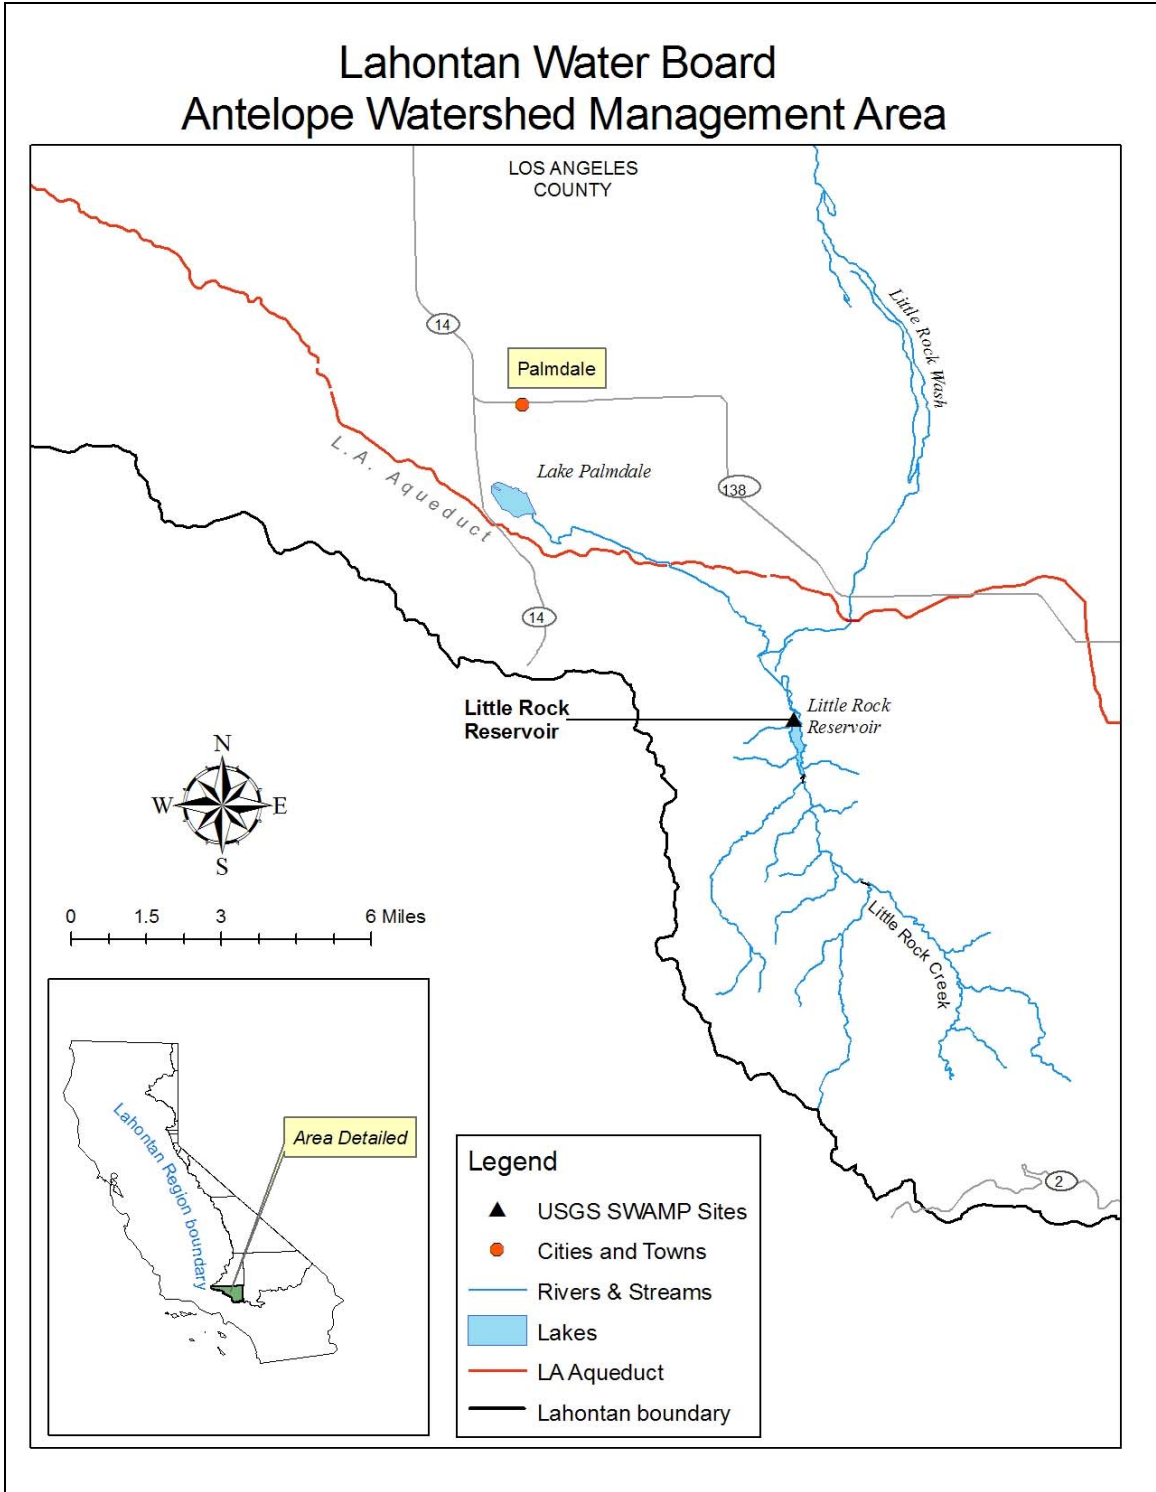 Lahontan Water Board
Antelope Watershed Management Area
LOS ANGELES
COUNTY
Little Rock Wash
14
Palmdale
L.A. Aqueduct
Lake Palmdale
138
14
Little Rock
Reservoir
Little Rock
Reservoir
N
W
E
S
0 1.5 3 6 Miles
Little Rock Creek
2
Lahontan Region boundary
Area Detailed
Legend
USGS SWAMP Sites
Cities and Towns
Rivers & Streams
Lakes
LA Aqueduct
Lahontan boundary